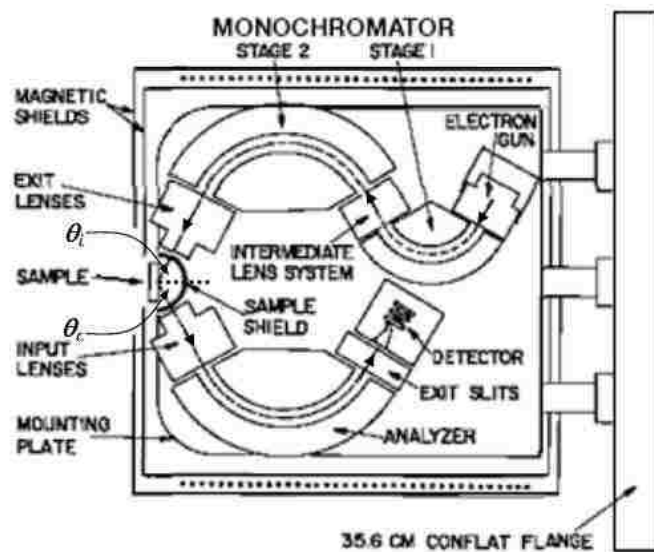 MONOCHROMATOR
STAGE 2
STAGE 1
MAGNETIC
SHIELDS
ELECTRON
GUN
EXIT
LENSES
θi
INTERMEDIATE
LENS SYSTEM
SAMPLE
SAMPLE
SHIELD
θs
INPUT
LENSES
DETECTOR
EXIT SLITS
MOUNTING
PLATE
ANALYZER
35.6 CM CONFLAT FLANGE